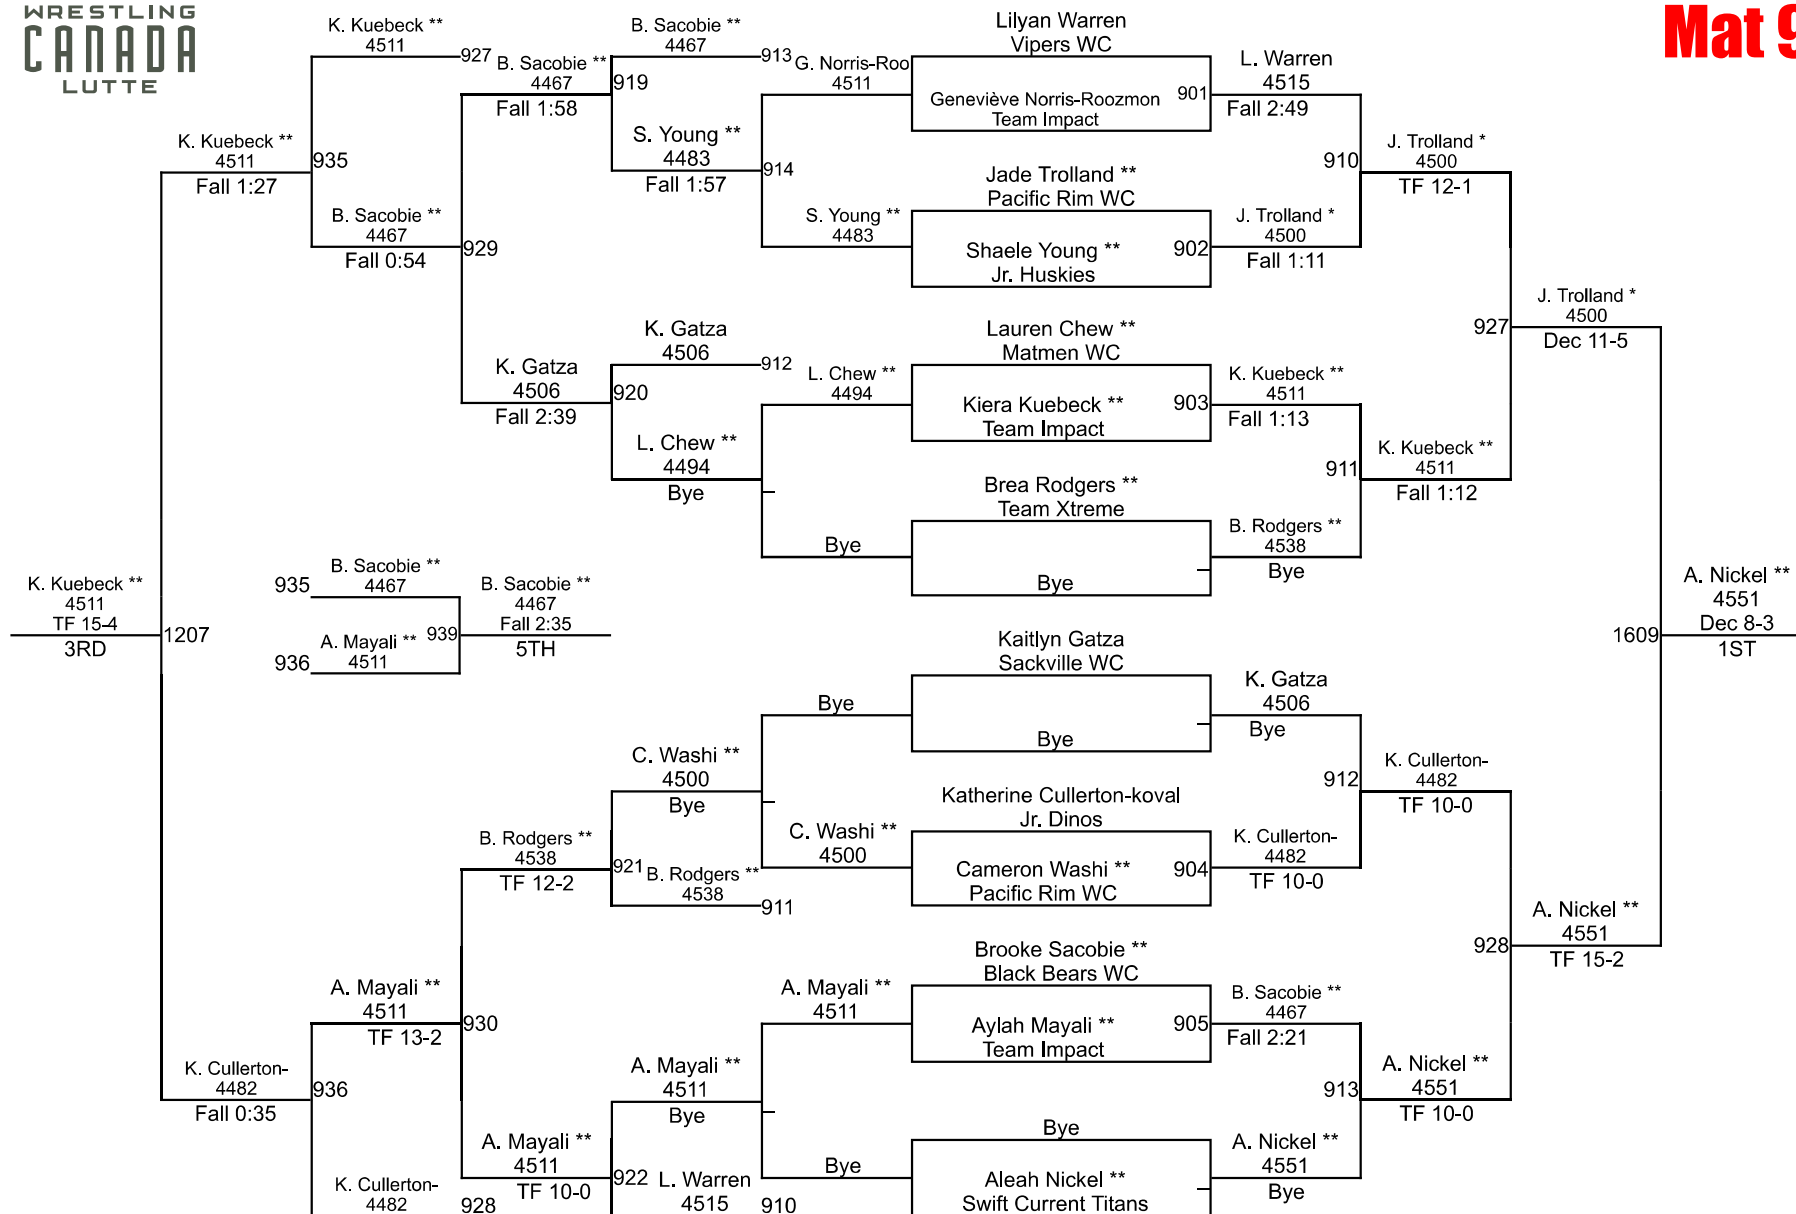 WRESTLING
CANADA
LUTTE
Mat 9
K. Kuebeck **
4511
927
B. Sacobie **
4467
Fall 1:58
919
B. Sacobie **
4467
913
G. Norris-Roo
4511
Lilyan Warren
Vipers WC
Geneviève Norris-Roozmon
Team Impact
901
L. Warren
4515
Fall 2:49
K. Kuebeck **
4511
Fall 1:27
935
S. Young **
4483
Fall 1:57
914
910
J. Trolland *
4500
TF 12-1
B. Sacobie **
4467
Fall 0:54
929
S. Young **
4483
Jade Trolland **
Pacific Rim WC
Shaele Young **
Jr. Huskies
902
J. Trolland *
4500
Fall 1:11
927
J. Trolland *
4500
Dec 11-5
K. Gatza
4506
Fall 2:39
920
K. Gatza
4506
912
L. Chew **
4494
Lauren Chew **
Matmen WC
Kiera Kuebeck **
Team Impact
903
K. Kuebeck **
4511
Fall 1:13
L. Chew **
4494
Bye
911
K. Kuebeck **
4511
Fall 1:12
Bye
Brea Rodgers **
Team Xtreme
Bye
B. Rodgers **
4538
Bye
K. Kuebeck **
4511
TF 15-4
3RD
1207
935
B. Sacobie **
4467
936
A. Mayali **
4511
939
B. Sacobie **
4467
Fall 2:35
5TH
1609
A. Nickel **
4551
Dec 8-3
1ST
Bye
Kaitlyn Gatza
Sackville WC
Bye
K. Gatza
4506
Bye
C. Washi **
4500
Bye
912
K. Cullerton-
4482
TF 10-0
B. Rodgers **
4538
TF 12-2
921
B. Rodgers **
4538
911
C. Washi **
4500
Katherine Cullerton-koval
Jr. Dinos
Cameron Washi **
Pacific Rim WC
904
K. Cullerton-
4482
TF 10-0
928
A. Nickel **
4551
TF 15-2
A. Mayali **
4511
TF 13-2
930
A. Mayali **
4511
Brooke Sacobie **
Black Bears WC
Aylah Mayali **
Team Impact
905
B. Sacobie **
4467
Fall 2:21
K. Cullerton-
4482
Fall 0:35
936
A. Mayali **
4511
Bye
913
A. Nickel **
4551
TF 10-0
K. Cullerton-
4482
928
A. Mayali **
4511
TF 10-0
922
L. Warren
4515
910
Bye
Bye
Aleah Nickel **
Swift Current Titans
A. Nickel **
4551
Bye